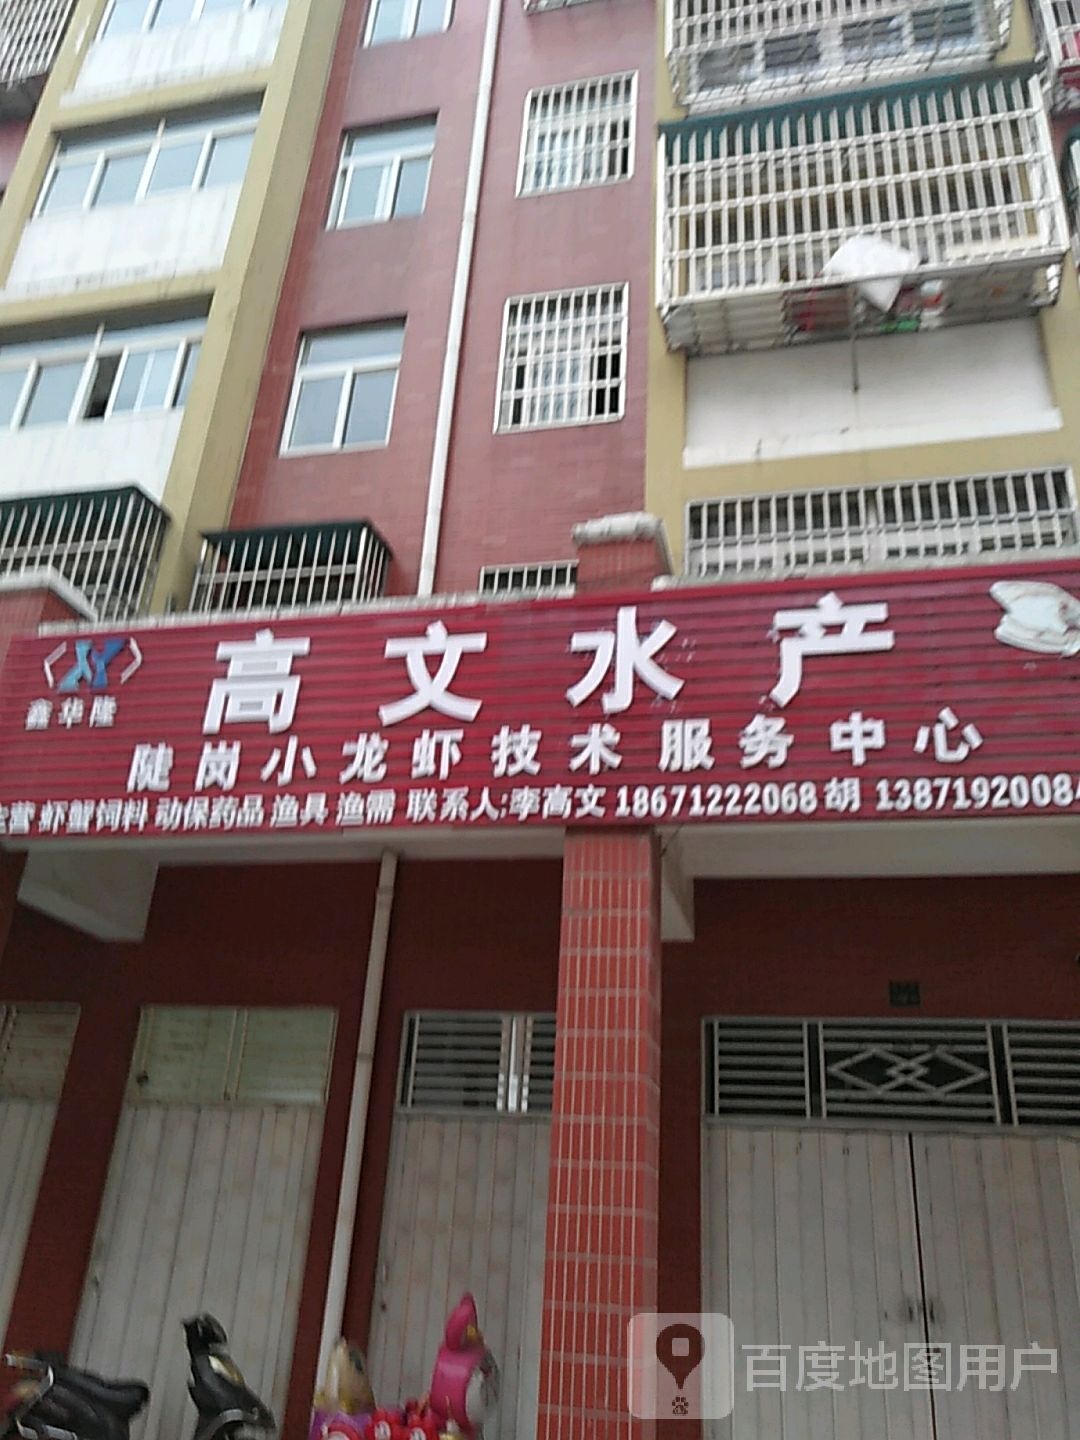 XY
鑫华隆
高文水产
陡岗小龙虾技术服务中心
营 虾蟹饲料 动保药品 渔具 渔需 联系人:李高文 18671222068 胡 1387192008
百度地图用户